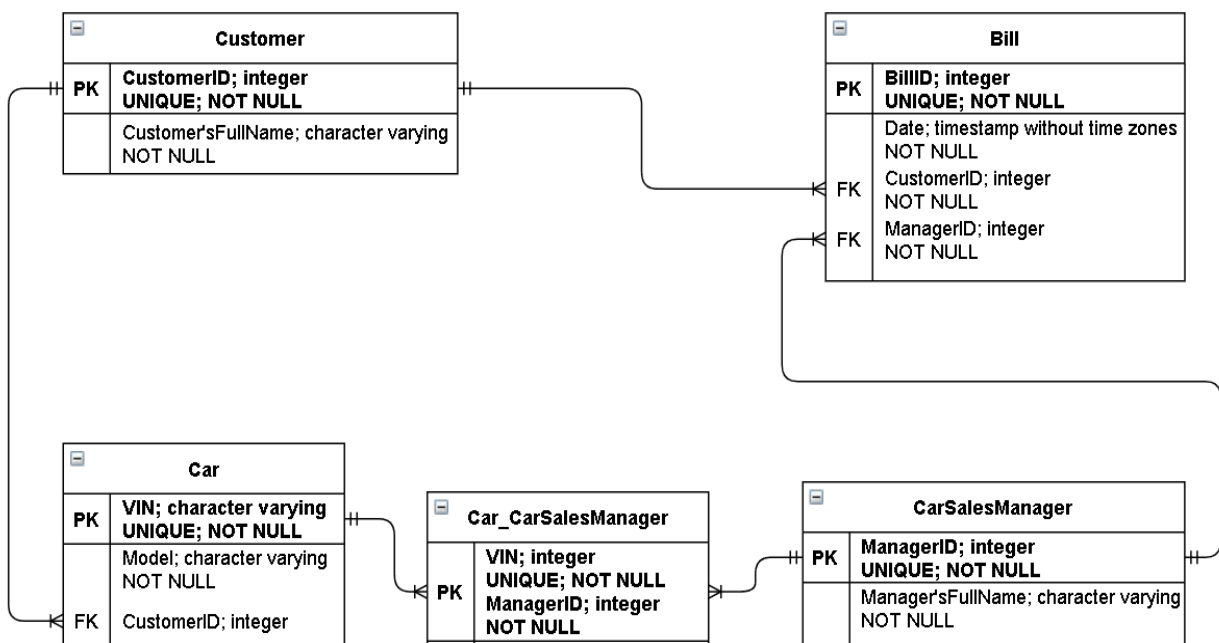 Customer
PK
CustomerID; integer
UNIQUE; NOT NULL
Customer'sFullName; character varying
NOT NULL
Bill
PK
BillID; integer
UNIQUE; NOT NULL
Date; timestamp without time zones
NOT NULL
FK
CustomerID; integer
NOT NULL
FK
ManagerID; integer
NOT NULL
Car
PK
VIN; character varying
UNIQUE; NOT NULL
Model; character varying
NOT NULL
FK
CustomerID; integer
Car_CarSalesManager
PK
VIN; integer
UNIQUE; NOT NULL
ManagerID; integer
NOT NULL
CarSalesManager
PK
ManagerID; integer
UNIQUE; NOT NULL
Manager'sFullName; character varying
NOT NULL